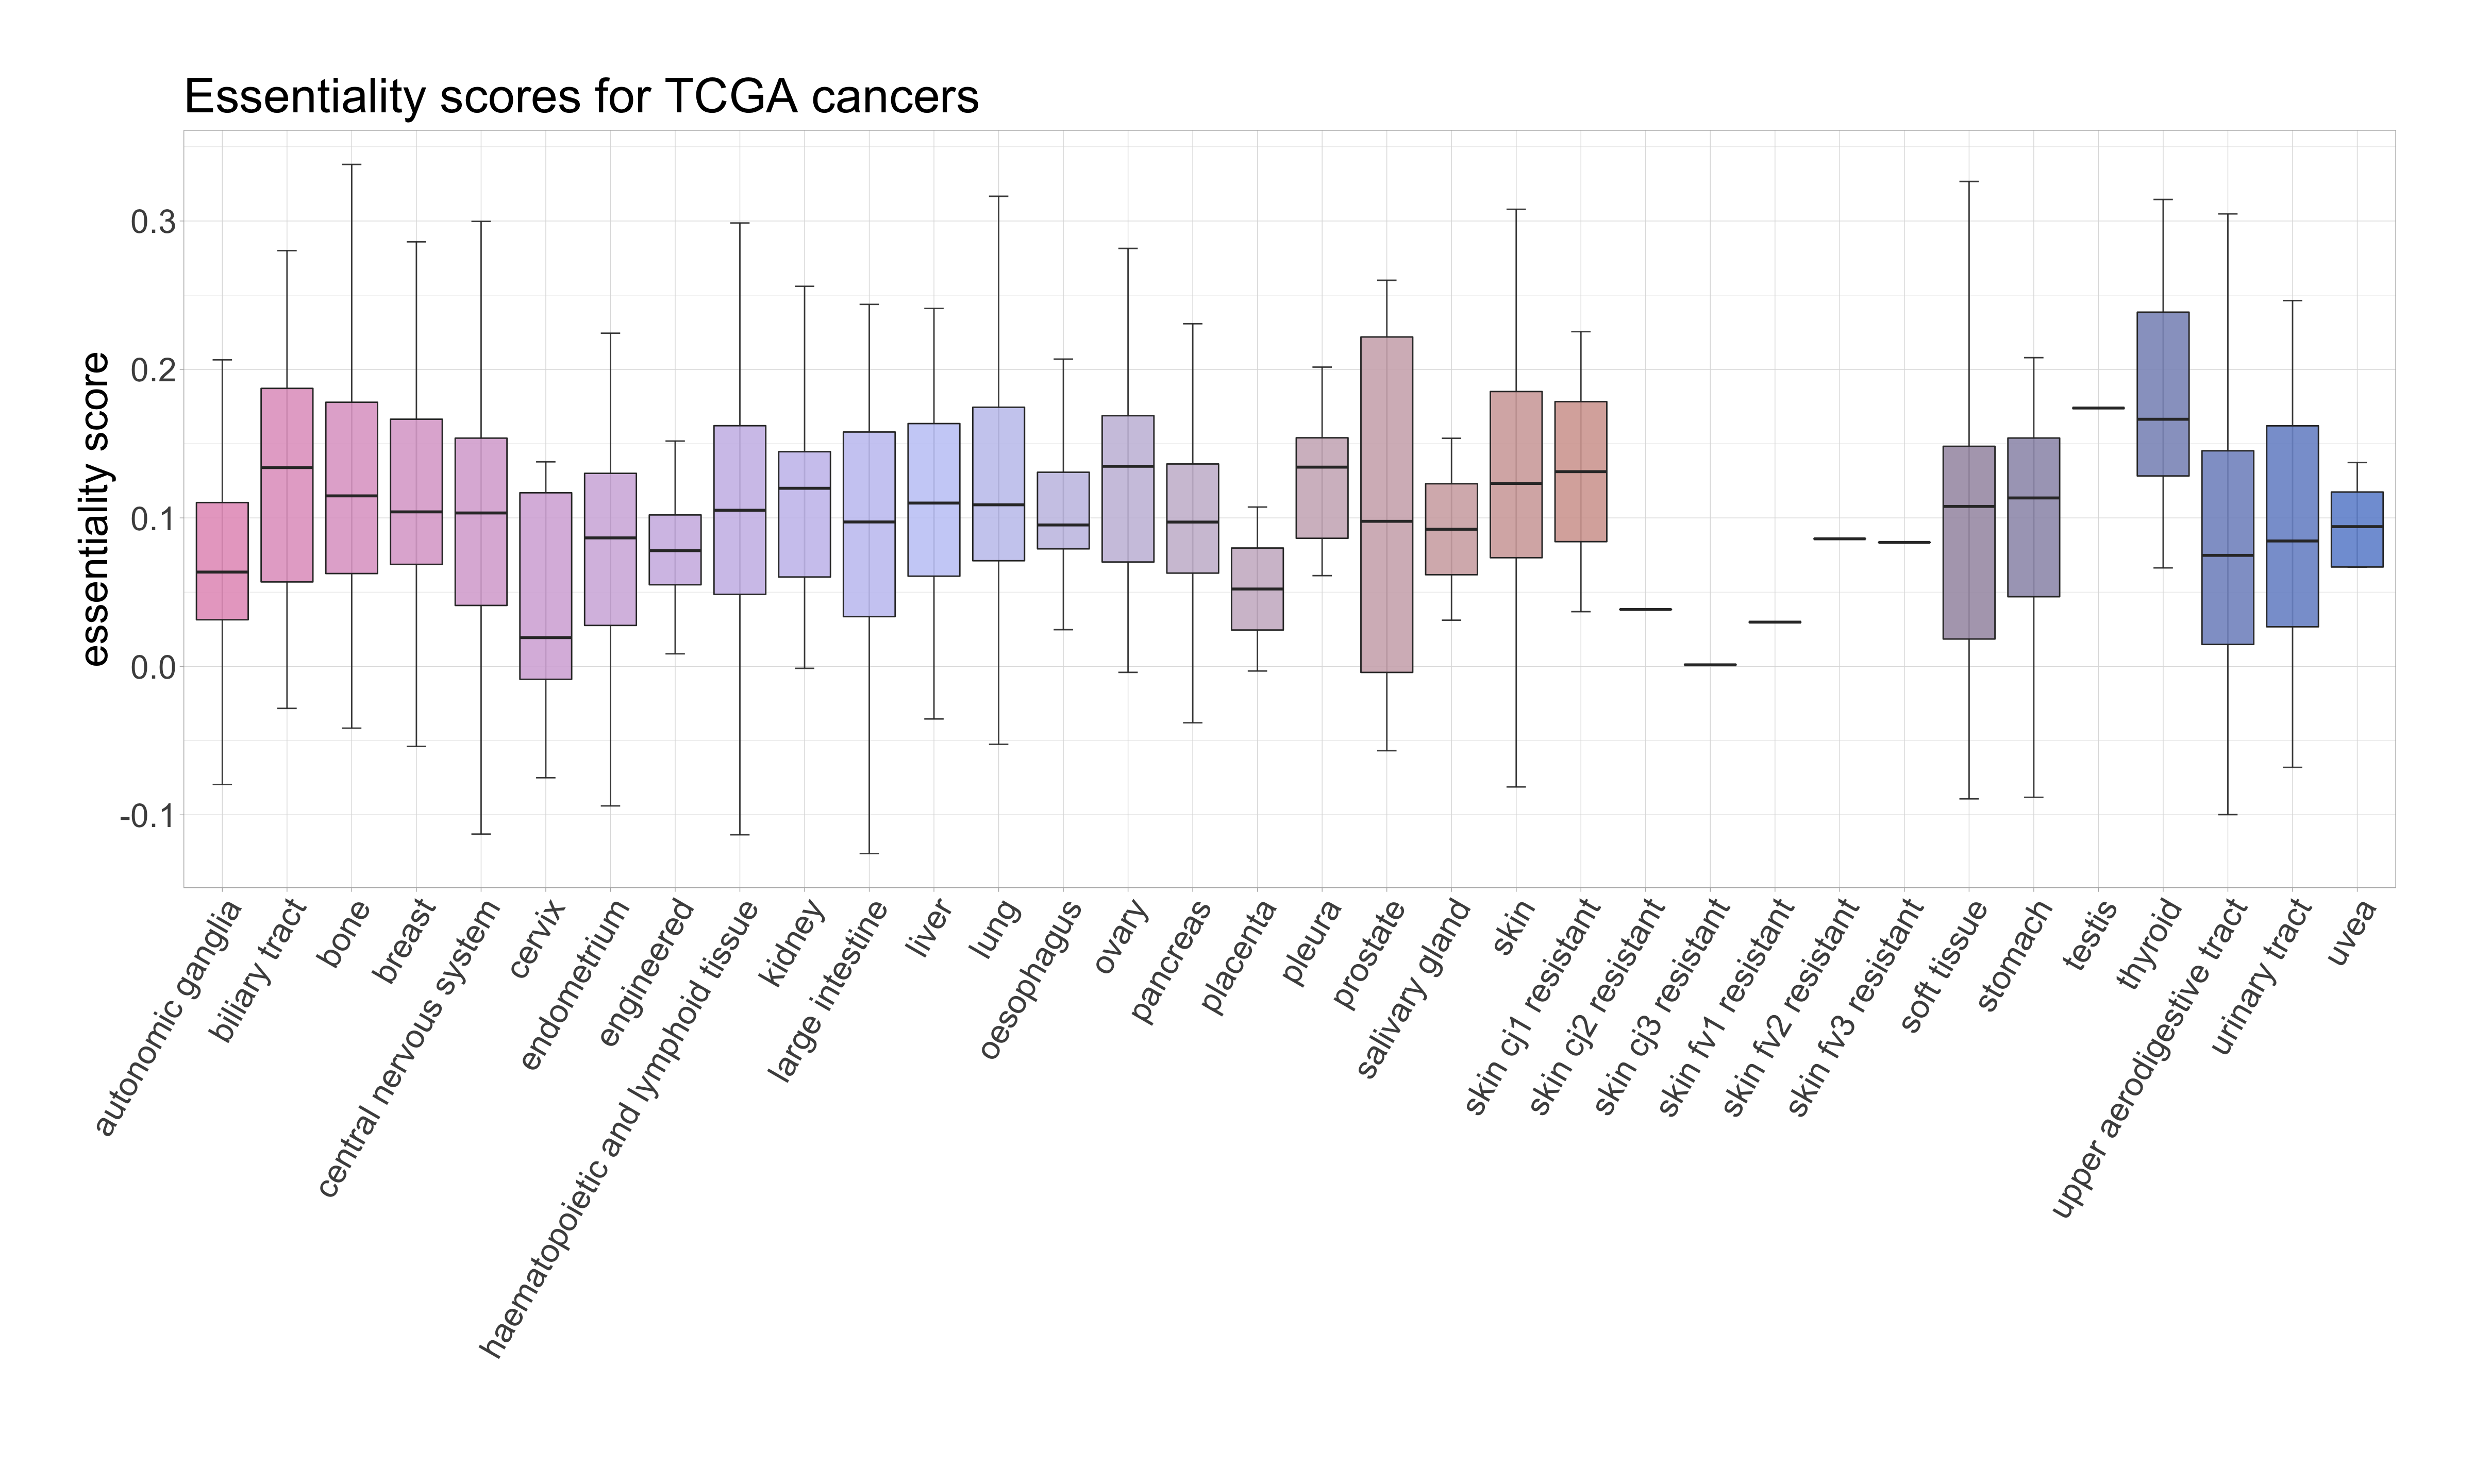 Essentiality scores for TCGA cancers
essentiality score
0.3
0.2
0.1
0.0
-0.1
autonomic ganglia
biliary tract
bone
breast
central nervous system
cervix
endometrium
engineered
haematopoietic and lymphoid tissue
kidney
large intestine
liver
lung
oesophagus
ovary
pancreas
placenta
pleura
prostate
salivary gland
skin
skin cj1 resistant
skin cj2 resistant
skin cj3 resistant
skin fv1 resistant
skin fv2 resistant
skin fv3 resistant
soft tissue
stomach
testis
thyroid
upper aerodigestive tract
urinary tract
uvea